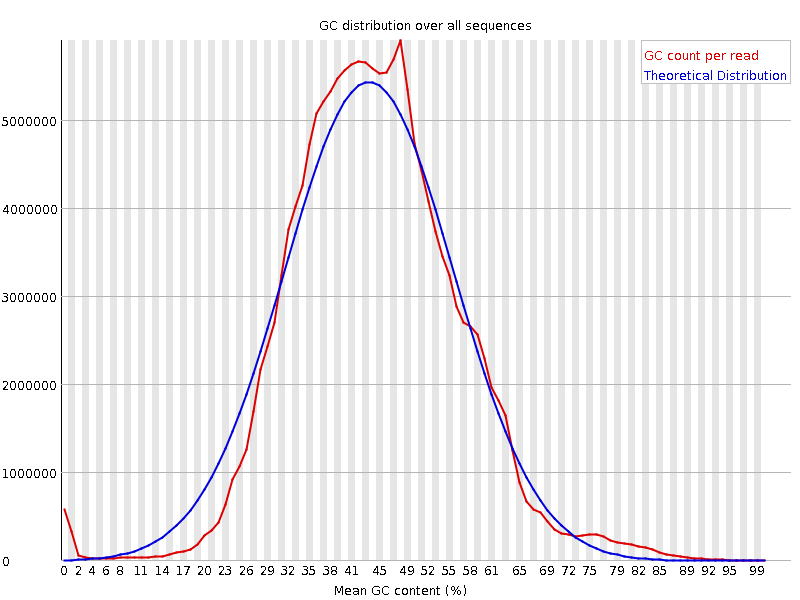 GC distribution over all sequences
GC count per read
Theoretical Distribution
5000000
4000000
3000000
2000000
1000000
0
0 2 4 6 8 11 14 17 20 23 26 29 32 35 38 41 45 49 52 55 58 61 65 69 72 75 79 82 85 89 92 95 99
Mean GC content (%)